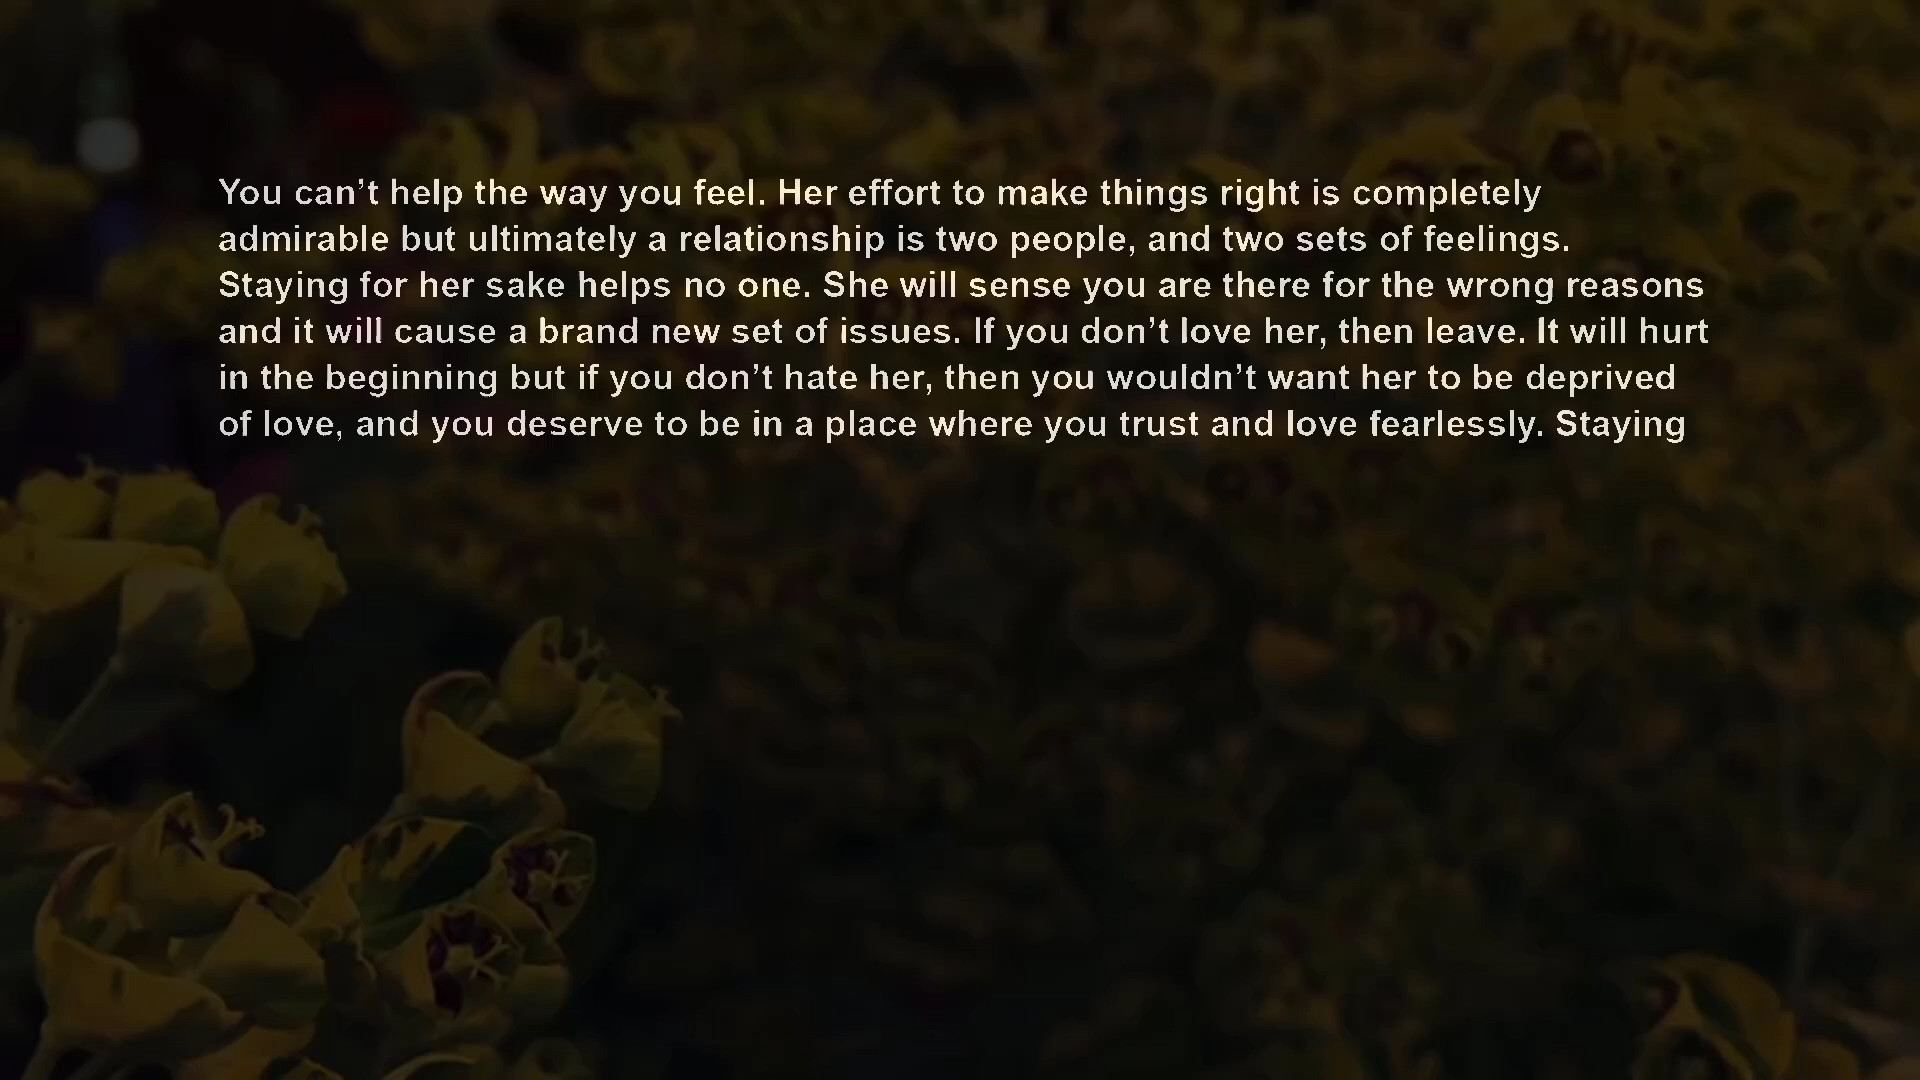 You can’t help the way you feel. Her effort to make things right is completely
admirable but ultimately a relationship is two people, and two sets of feelings.
Staying for her sake helps no one. She will sense you are there for the wrong reasons
and it will cause a brand new set of issues. If you don’t love her, then leave. It will hurt
in the beginning but if you don’t hate her, then you wouldn’t want her to be deprived
of love, and you deserve to be in a place where you trust and love fearlessly. Staying